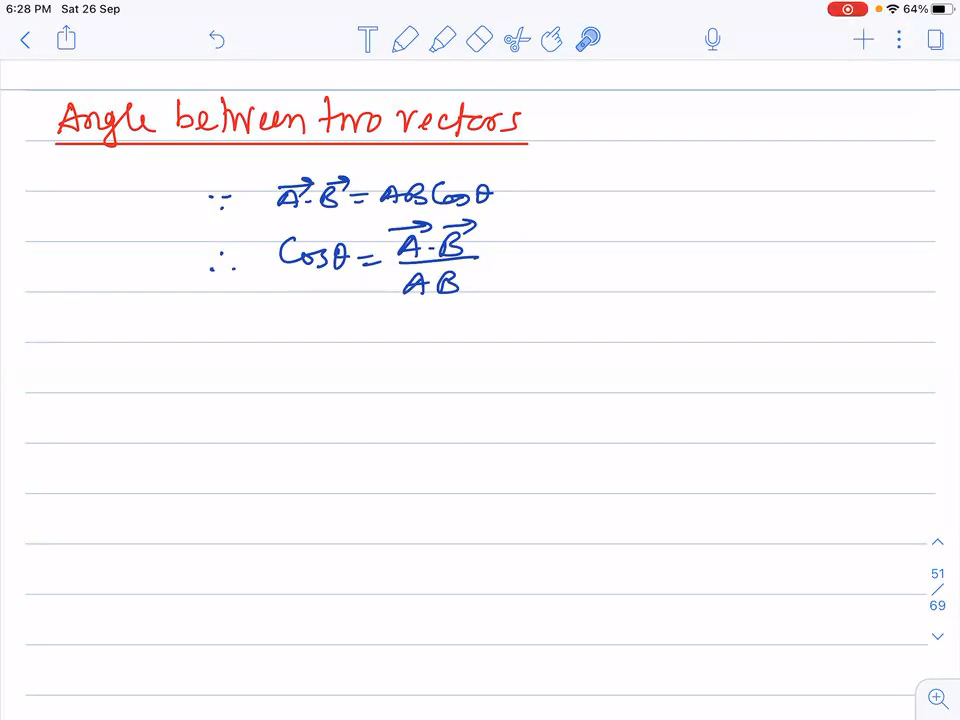 6:28 PM Sat 26 Sep 64%
T
Angle between two vectors
∵ A⃗·B⃗ = AB Cosθ
∴ Cosθ = A⃗·B⃗ / AB
51
/
69